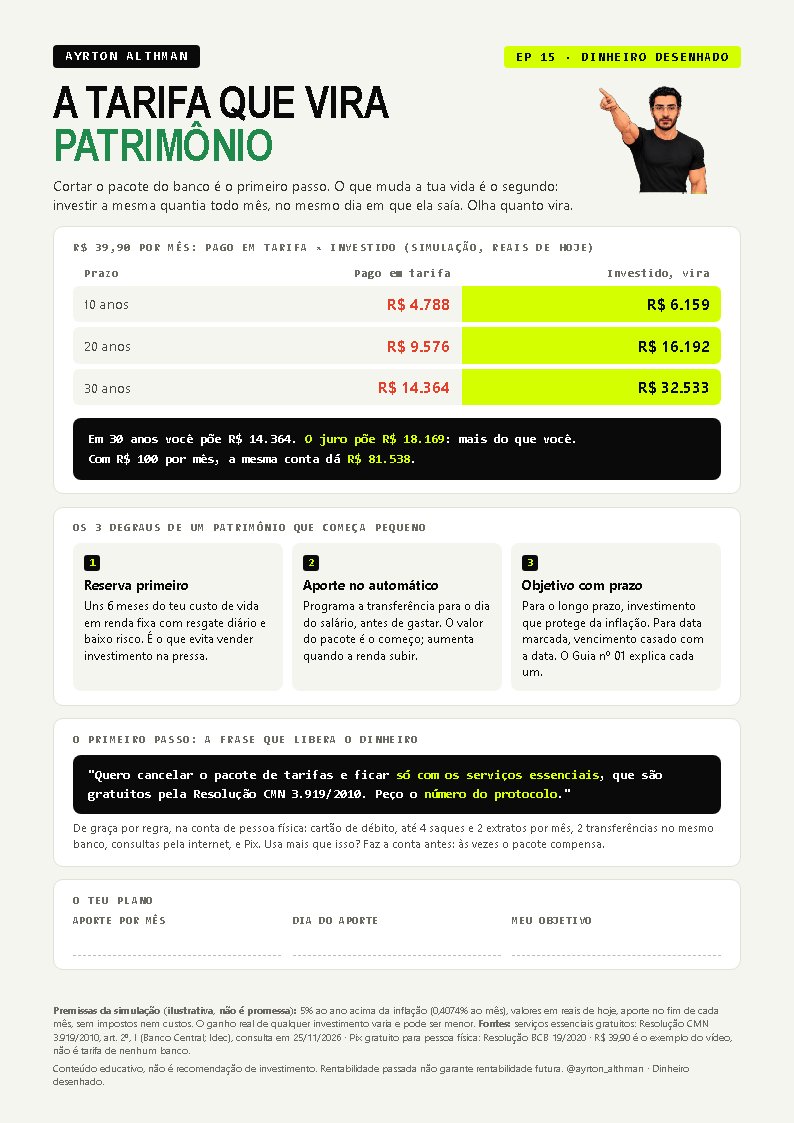 AYRTON ALTHMAN
EP 15 · DINHEIRO DESENHADO
A TARIFA QUE VIRA
PATRIMÔNIO
Cortar o pacote do banco é o primeiro passo. O que muda a tua vida é o segundo:
investir a mesma quantia todo mês, no mesmo dia em que ela saía. Olha quanto vira.
R$ 39,90 POR MÊS: PAGO EM TARIFA × INVESTIDO (SIMULAÇÃO, REAIS DE HOJE)
Prazo Pago em tarifa Investido, vira
10 anos R$ 4.788 R$ 6.159
20 anos R$ 9.576 R$ 16.192
30 anos R$ 14.364 R$ 32.533
Em 30 anos você põe R$ 14.364. O juro põe R$ 18.169: mais do que você.
Com R$ 100 por mês, a mesma conta dá R$ 81.538.
OS 3 DEGRAUS DE UM PATRIMÔNIO QUE COMEÇA PEQUENO
1
Reserva primeiro
Uns 6 meses do teu custo de vida
em renda fixa com resgate diário e
baixo risco. É o que evita vender
investimento na pressa.
2
Aporte no automático
Programa a transferência para o dia
do salário, antes de gastar. O valor
do pacote é o começo; aumenta
quando a renda subir.
3
Objetivo com prazo
Para o longo prazo, investimento
que protege da inflação. Para data
marcada, vencimento casado com
a data. O Guia nº 01 explica cada
um.
O PRIMEIRO PASSO: A FRASE QUE LIBERA O DINHEIRO
"Quero cancelar o pacote de tarifas e ficar só com os serviços essenciais, que são
gratuitos pela Resolução CMN 3.919/2010. Peço o número do protocolo."
De graça por regra, na conta de pessoa física: cartão de débito, até 4 saques e 2 extratos por mês, 2 transferências no mesmo
banco, consultas pela internet, e Pix. Usa mais que isso? Faz a conta antes: às vezes o pacote compensa.
O TEU PLANO
APORTE POR MÊS DIA DO APORTE MEU OBJETIVO
Premissas da simulação (ilustrativa, não é promessa): 5% ao ano acima da inflação (0,4074% ao mês), valores em reais de hoje, aporte no fim de cada
mês, sem impostos nem custos. O ganho real de qualquer investimento varia e pode ser menor. Fontes: serviços essenciais gratuitos: Resolução CMN
3.919/2010, art. 2º, I (Banco Central; Idec), consulta em 25/11/2026 · Pix gratuito para pessoa física: Resolução BCB 19/2020 · R$ 39,90 é o exemplo do vídeo,
não é tarifa de nenhum banco.
Conteúdo educativo, não é recomendação de investimento. Rentabilidade passada não garante rentabilidade futura. @ayrton_althman · Dinheiro
desenhado.